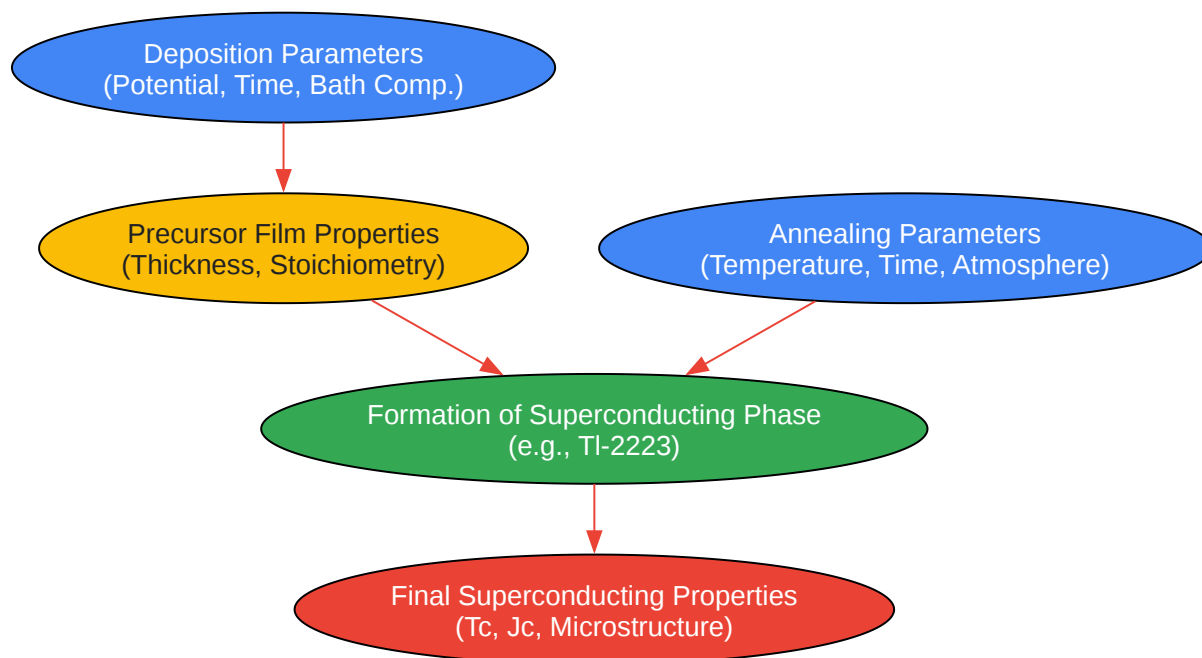 Deposition Parameters
(Potential, Time, Bath Comp.)
Precursor Film Properties
(Thickness, Stoichiometry)
Annealing Parameters
(Temperature, Time, Atmosphere)
Formation of Superconducting Phase
(e.g., Tl-2223)
Final Superconducting Properties
(Tc, Jc, Microstructure)